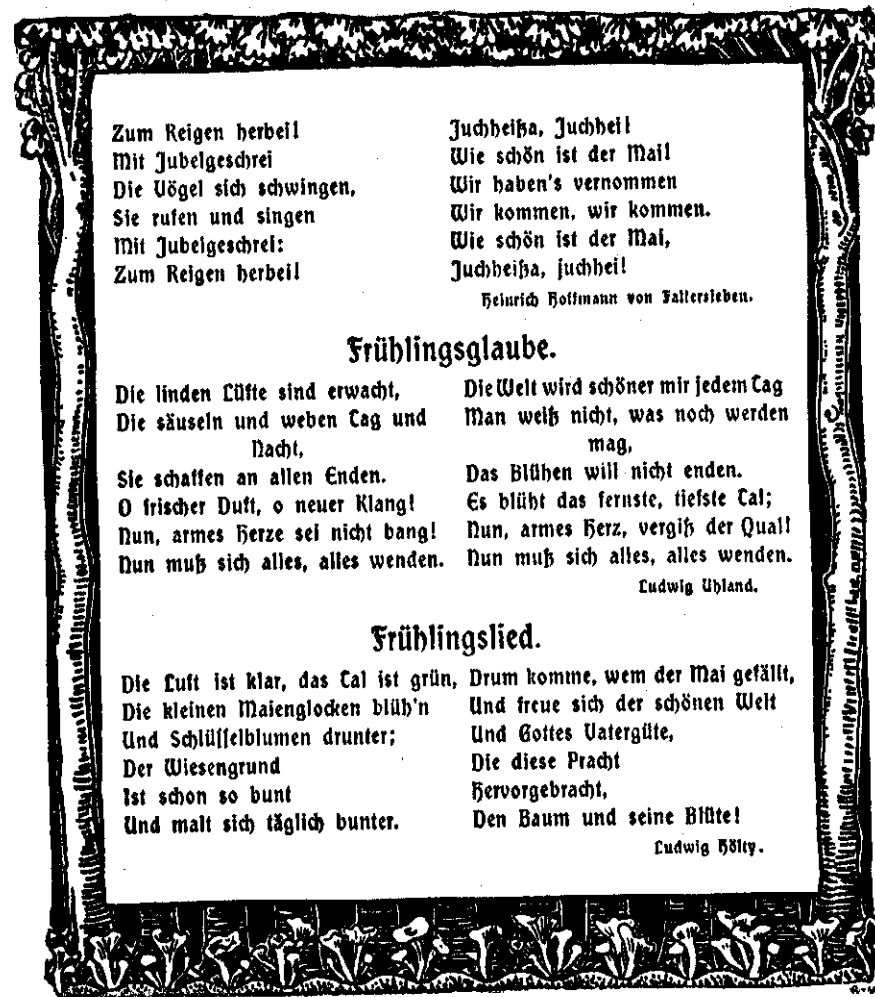 Zum Reigen herbei!
Mit Jubelgeschrei
Die Vögel sich schwingen,
Sie rufen und singen
Mit Jubelgeschrei:
Zum Reigen herbei!
Juchheißa, Juchhei!
Wie schön ist der Mai!
Wir haben's vernommen
Wir kommen, wir kommen.
Wie schön ist der Mai,
Juchheißa, juchhei!
Heinrich Hoffmann von Fallersleben.
Frühlingsglaube.
Die linden Lüfte sind erwacht,
Die säuseln und weben Tag und
Nacht,
Sie schaffen an allen Enden.
O frischer Duft, o neuer Klang!
Nun, armes Herze sei nicht bang!
Nun muß sich alles, alles wenden.
Die Welt wird schöner mir jedem Tag
Man weiß nicht, was noch werden
mag,
Das Blühen will nicht enden.
Es blüht das fernste, tiefste Tal;
Nun, armes Herz, vergiß der Qual!
Nun muß sich alles, alles wenden.
Ludwig Uhland.
Frühlingslied.
Die Luft ist klar, das Tal ist grün,
Die kleinen Maienglocken blüh'n
Und Schlüsselblumen drunter;
Der Wiesengrund
Ist schon so bunt
Und malt sich täglich bunter.
Drum komme, wem der Mai gefällt,
Und freue sich der schönen Welt
Und Gottes Vatergüte,
Die diese Pracht
Hervorgebracht,
Den Baum und seine Blüte!
Ludwig Hölty.